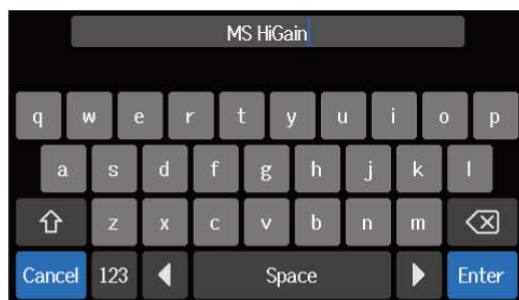 MS HiGain
q w e r t y u i o p
a s d f g h j k l
z x c v b n m
Cancel 123 Space Enter